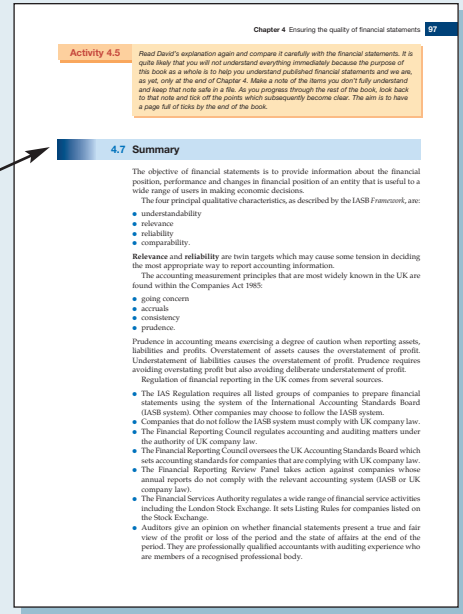 Chapter 4 Ensuring the quality of financial statements 97
Activity 4.5
Read David's explanation again and compare it carefully with the financial statements. It is
quite likely that you will not understand everything immediately because the purpose of
this book as a whole is to help you understand published financial statements and we are,
as yet, only at the end of Chapter 4. Make a note of the items you don't fully understand
and keep that note safe in a file. As you progress through the rest of the book, look back
to that note and tick off the points which subsequently become clear. The aim is to have
a page full of ticks by the end of the book.
4.7 Summary
The objective of financial statements is to provide information about the financial
position, performance and changes in financial position of an entity that is useful to a
wide range of users in making economic decisions.
The four principal qualitative characteristics, as described by the IASB Framework, are:
• understandability
• relevance
• reliability
• comparability.
Relevance and reliability are twin targets which may cause some tension in deciding
the most appropriate way to report accounting information.
The accounting measurement principles that are most widely known in the UK are
found within the Companies Act 1985:
• going concern
• accruals
• consistency
• prudence.
Prudence in accounting means exercising a degree of caution when reporting assets,
liabilities and profits. Overstatement of assets causes the overstatement of profit.
Understatement of liabilities causes the overstatement of profit. Prudence requires
avoiding overstating profit but also avoiding deliberate understatement of profit.
Regulation of financial reporting in the UK comes from several sources.
• The IAS Regulation requires all listed groups of companies to prepare financial
statements using the system of the International Accounting Standards Board
(IASB system). Other companies may choose to follow the IASB system.
• Companies that do not follow the IASB system must comply with UK company law.
• The Financial Reporting Council regulates accounting and auditing matters under
the authority of UK company law.
• The Financial Reporting Council oversees the UK Accounting Standards Board which
sets accounting standards for companies that are complying with UK company law.
• The Financial Reporting Review Panel takes action against companies whose
annual reports do not comply with the relevant accounting system (IASB or UK
company law).
• The Financial Services Authority regulates a wide range of financial service activities
including the London Stock Exchange. It sets Listing Rules for companies listed on
the Stock Exchange.
• Auditors give an opinion on whether financial statements present a true and fair
view of the profit or loss of the period and the state of affairs at the end of the
period. They are professionally qualified accountants with auditing experience who
are members of a recognised professional body.